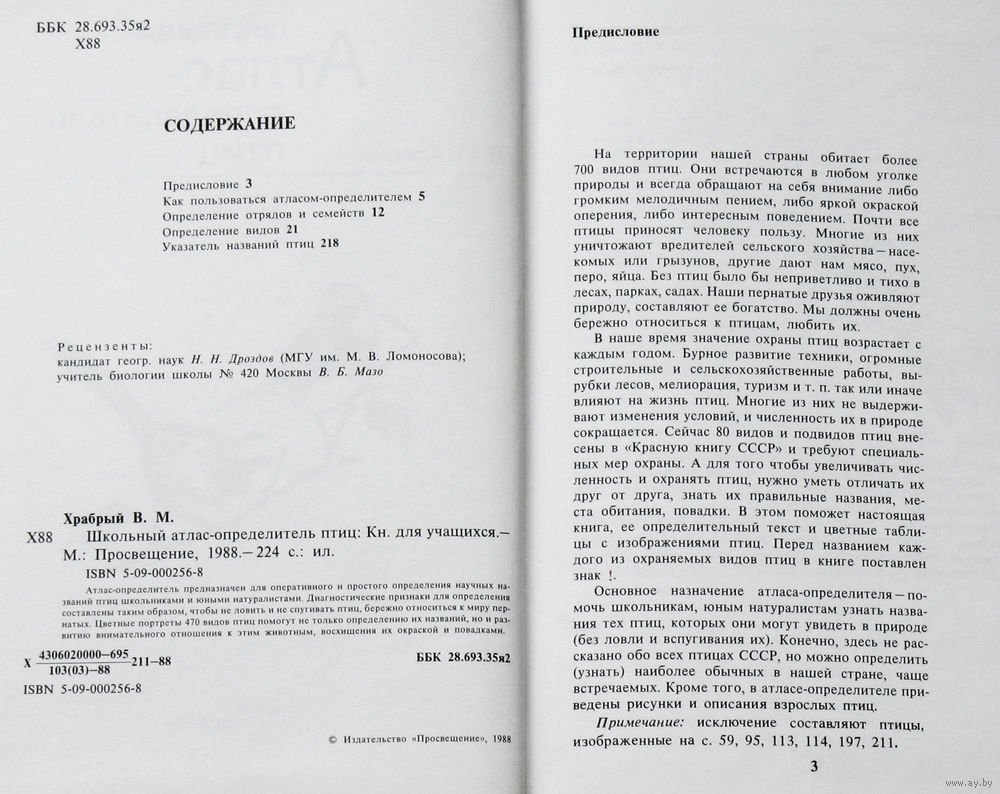 ББК 28.693.35я2
Х88
СОДЕРЖАНИЕ
Предисловие 3
Как пользоваться атласом-определителем 5
Определение отрядов и семейств 12
Определение видов 21
Указатель названий птиц 218
Рецензенты:
кандидат геогр. наук Н. Н. Дроздов (МГУ им. М. В. Ломоносова);
учитель биологии школы № 420 Москвы В. Б. Мазо
Храбрый В. М.
Х88 Школьный атлас-определитель птиц: Кн. для учащихся.—
М.: Просвещение, 1988.— 224 с.: ил.
ISBN 5-09-000256-8
Атлас-определитель предназначен для оперативного и простого определения научных на-
званий птиц школьниками и юными натуралистами. Диагностические признаки для определения
составлены таким образом, чтобы не ловить и не спугивать птиц, бережно относиться к миру пер-
натых. Цветные портреты 470 видов птиц помогут не только определению их названий, но и раз-
витию внимательного отношения к этим животным, восхищения их окраской и повадками.
Х 4306020000—695
103(03)—88
211—88
ББК 28.693.35я2
ISBN 5-09-000256-8
© Издательство «Просвещение», 1988
Предисловие
На территории нашей страны обитает более
700 видов птиц. Они встречаются в любом уголке
природы и всегда обращают на себя внимание либо
громким мелодичным пением, либо яркой окраской
оперения, либо интересным поведением. Почти все
птицы приносят человеку пользу. Многие из них
уничтожают вредителей сельского хозяйства — насе-
комых или грызунов, другие дают нам мясо, пух,
перо, яйца. Без птиц было бы неприветливо и тихо в
лесах, парках, садах. Наши пернатые друзья оживляют
природу, составляют ее богатство. Мы должны очень
бережно относиться к птицам, любить их.
В наше время значение охраны птиц возрастает с
каждым годом. Бурное развитие техники, огромные
строительные и сельскохозяйственные работы, вы-
рубки лесов, мелиорация, туризм и т. п. так или иначе
влияют на жизнь птиц. Многие из них не выдержи-
вают изменения условий, и численность их в природе
сокращается. Сейчас 80 видов и подвидов птиц вне-
сены в «Красную книгу СССР» и требуют специаль-
ных мер охраны. А для того чтобы увеличивать чис-
ленность и охранять птиц, нужно уметь отличать их
друг от друга, знать их правильные названия, ме-
ста обитания, повадки. В этом поможет настоящая
книга, ее определительный текст и цветные табли-
цы с изображениями птиц. Перед названием каж-
дого из охраняемых видов птиц в книге поставлен
знак !.
Основное назначение атласа-определителя — по-
мочь школьникам, юным натуралистам узнать назва-
ния тех птиц, которых они могут увидеть в природе
(без ловли и вспугивания их). Конечно, здесь не рас-
сказано обо всех птицах СССР, но можно определить
(узнать) наиболее обычных в нашей стране, чаще
встречаемых. Кроме того, в атласе-определителе при-
ведены рисунки и описания взрослых птиц.
Примечание: исключение составляют птицы,
изображенные на с. 59, 95, 113, 114, 197, 211.
3
www.ay.by